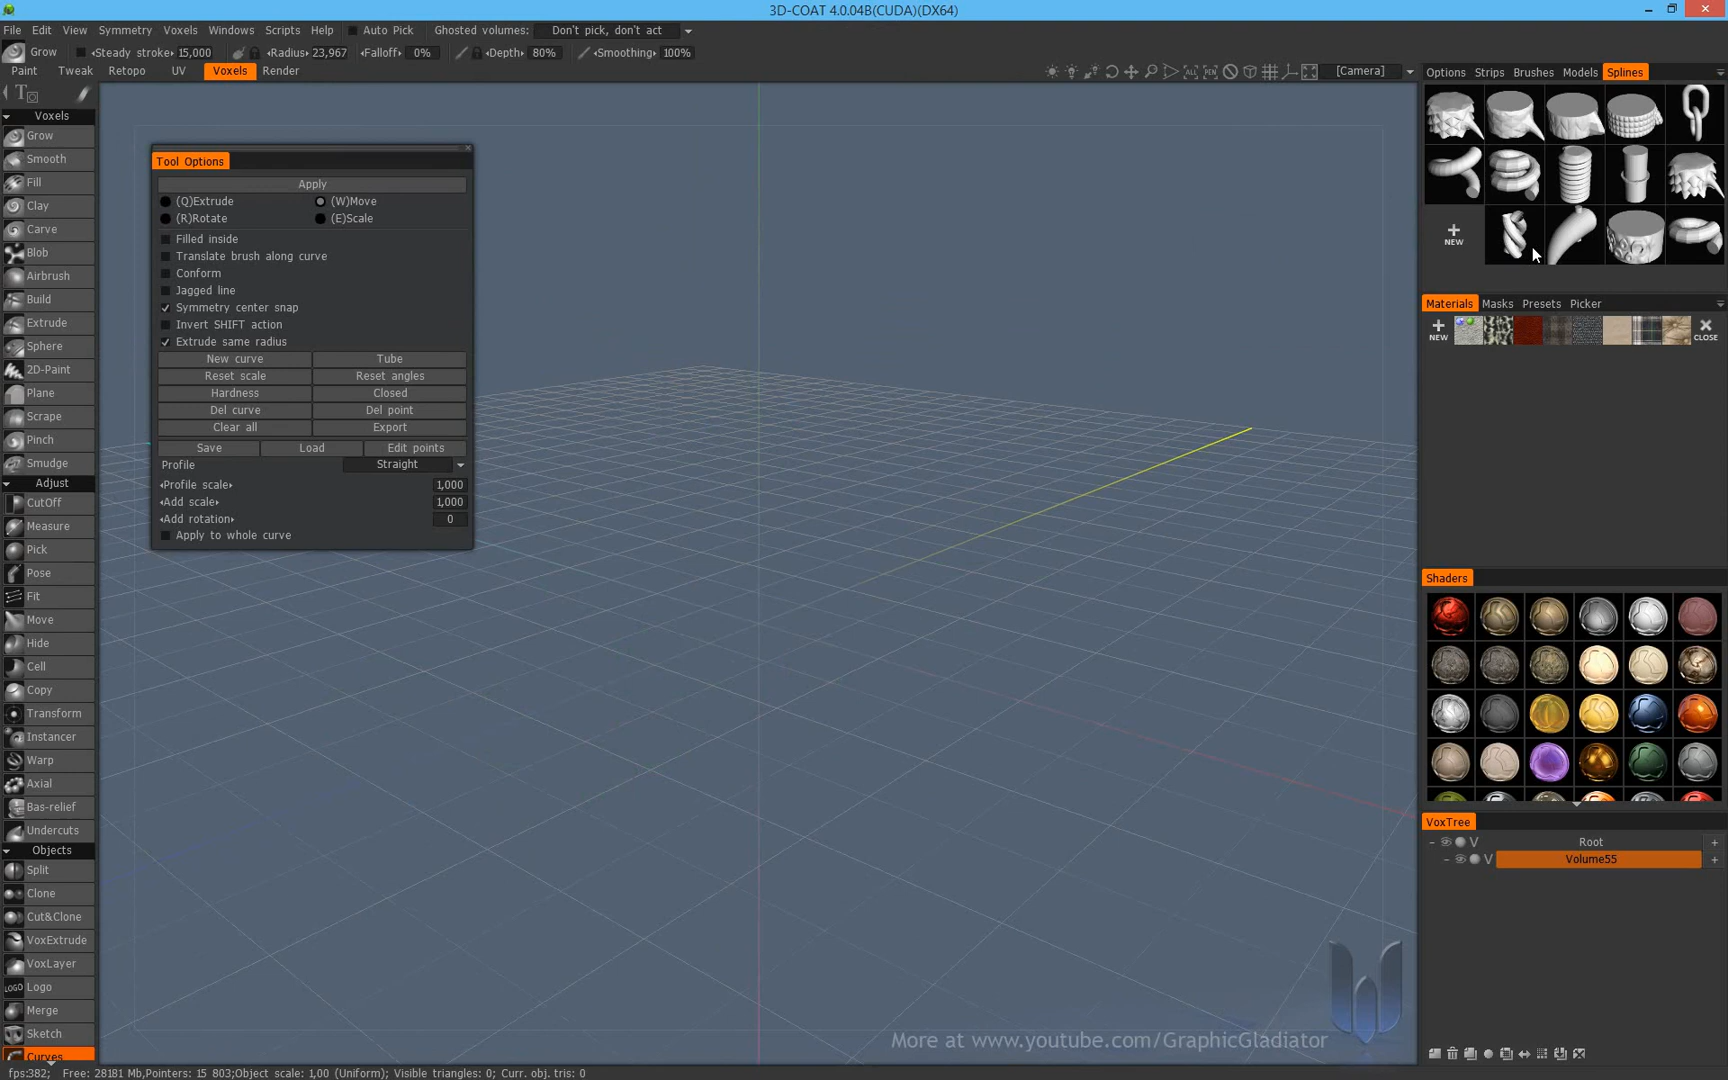 3D-COAT 4.0.04B(CUDA)(DX64)
File Edit View Symmetry Voxels Windows Scripts Help Auto Pick Ghosted volumes: Don't pick, don't act
Grow Steady stroke 15,000 Radius 23,967 Falloff 0% Depth 80% Smoothing 100%
Paint Tweak Retopo UV Voxels Render [Camera]
Options Strips Brushes Models Splines
Voxels
Grow
Smooth
Fill
Clay
Carve
Blob
Airbrush
Build
Extrude
Sphere
2D-Paint
Plane
Scrape
Pinch
Smudge
Adjust
CutOff
Measure
Pick
Pose
Fit
Move
Hide
Cell
Copy
Transform
Instancer
Warp
Axial
Bas-relief
Undercuts
Objects
Split
Clone
Cut&Clone
VoxExtrude
VoxLayer
LOGO Logo
Merge
Sketch
Curves
Tool Options
Apply
(Q)Extrude (W)Move
(R)Rotate (E)Scale
Filled inside
Translate brush along curve
Conform
Jagged line
Symmetry center snap
Invert SHIFT action
Extrude same radius
New curve Tube
Reset scale Reset angles
Hardness Closed
Del curve Del point
Clear all Export
Save Load Edit points
Profile Straight
Profile scale 1,000
Add scale 1,000
Add rotation 0
Apply to whole curve
NEW
Materials Masks Presets Picker
NEW CLOSE
Shaders
VoxTree
V Root +
V Volume55 +
More at www.youtube.com/GraphicGladiator
fps:382; Free: 28181 Mb,Pointers: 15 803;Object scale: 1,00 (Uniform); Visible triangles: 0; Curr. obj. tris: 0